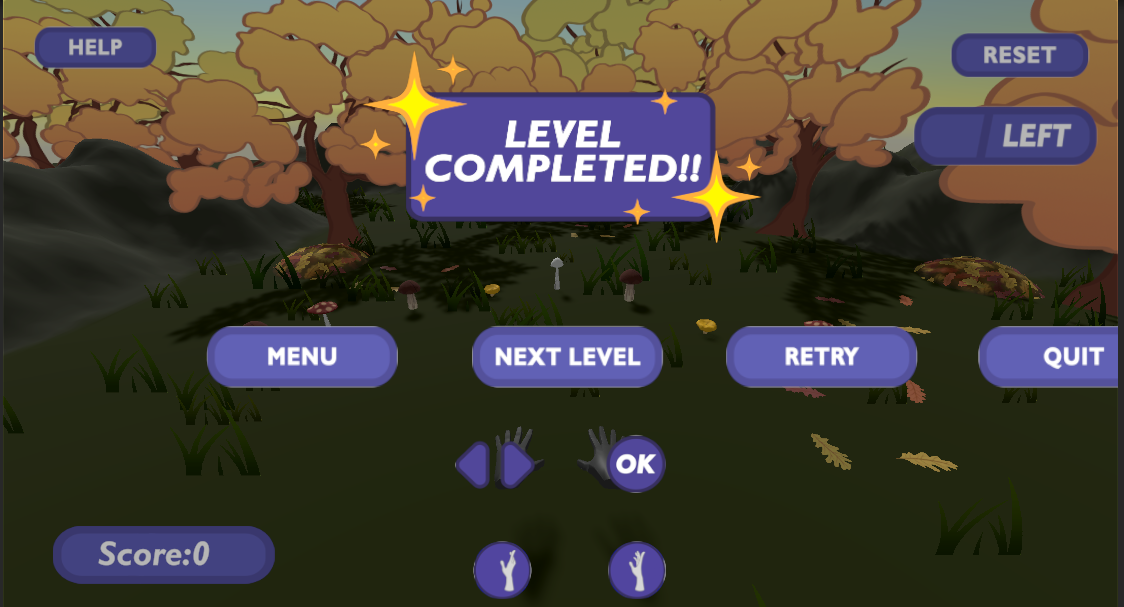 HELP
RESET
LEFT
LEVEL
COMPLETED!!
MENU
NEXT LEVEL
RETRY
QUIT
OK
Score:0